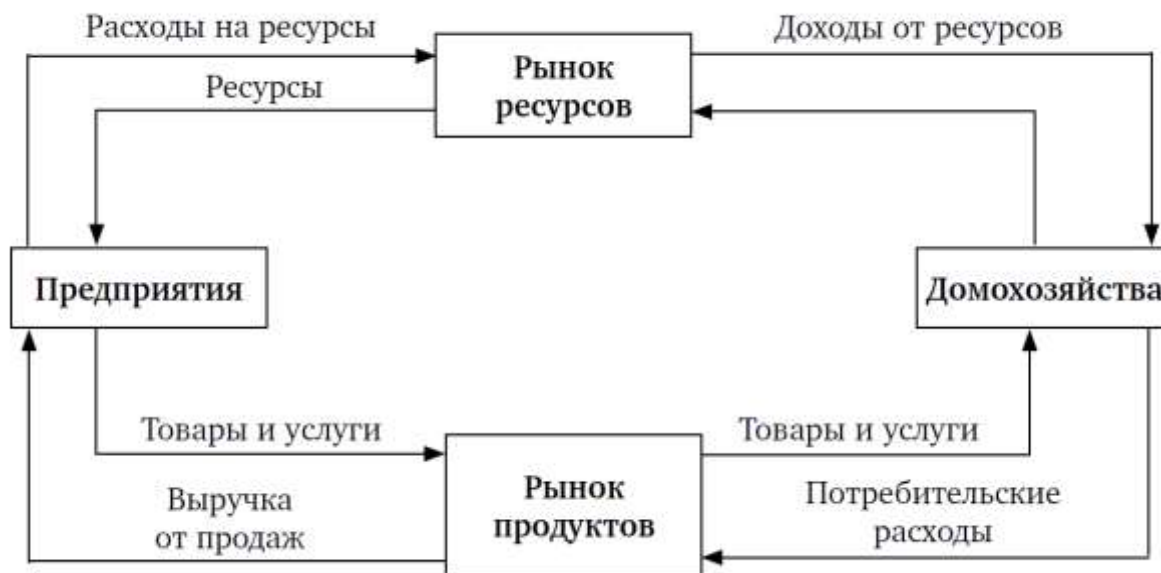 Расходы на ресурсы
Доходы от ресурсов
Рынок
ресурсов
Ресурсы
Предприятия
Домохозяйства
Товары и услуги
Товары и услуги
Рынок
продуктов
Выручка
от продаж
Потребительские
расходы